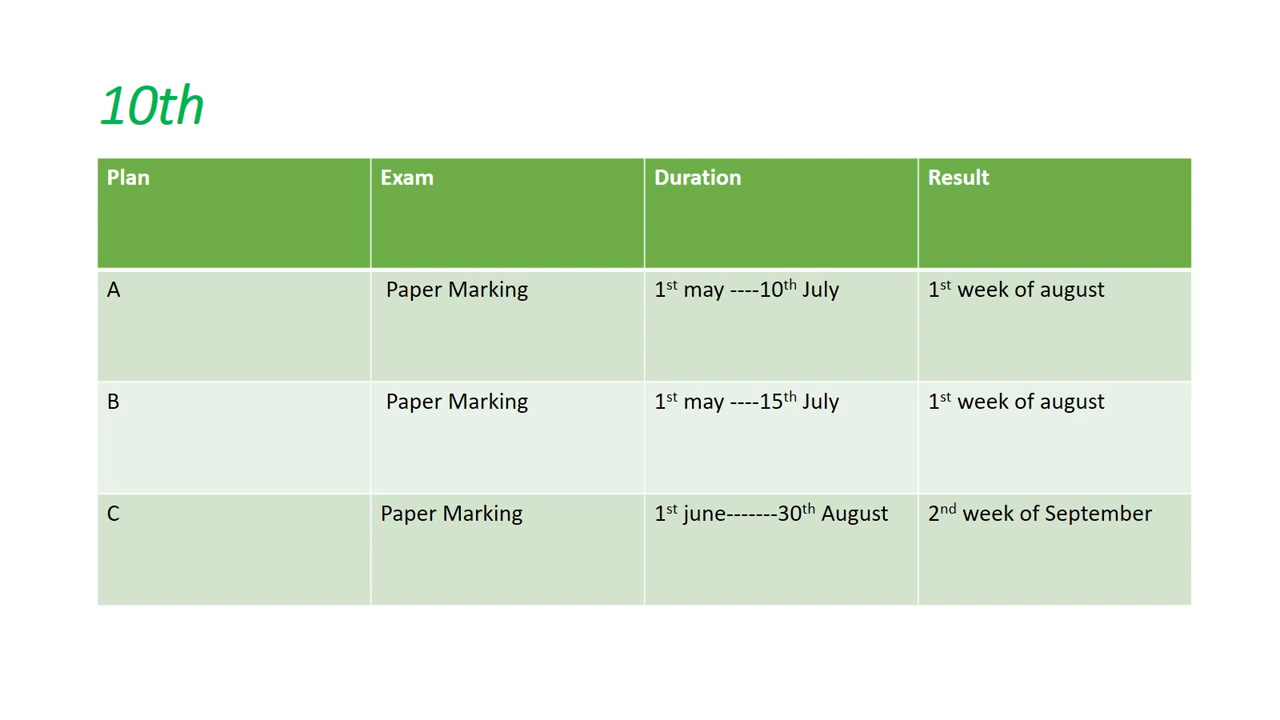 10th
Plan Exam Duration Result
A Paper Marking 1st may ----10th July 1st week of august
B Paper Marking 1st may ----15th July 1st week of august
C Paper Marking 1st june-------30th August 2nd week of September